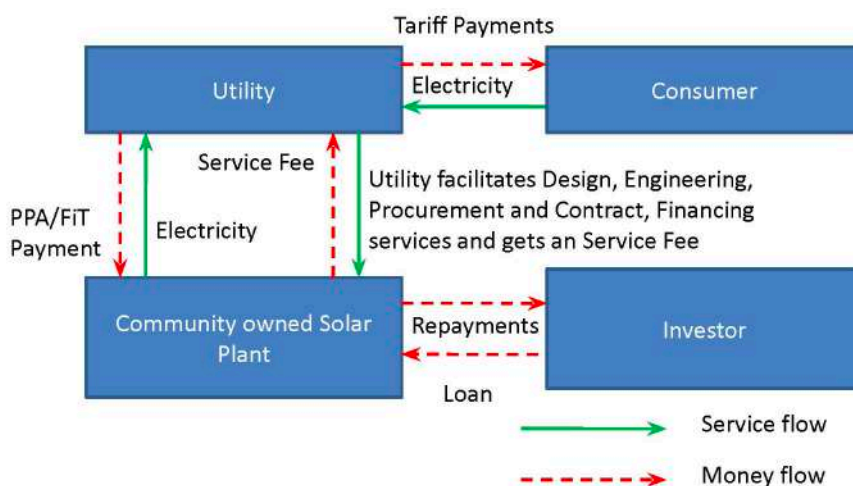 Tariff Payments
Utility
Electricity
Consumer
Service Fee
Utility facilitates Design, Engineering,
Procurement and Contract, Financing
services and gets an Service Fee
PPA/FiT
Payment
Electricity
Community owned Solar
Plant
Repayments
Investor
Loan
Service flow
Money flow